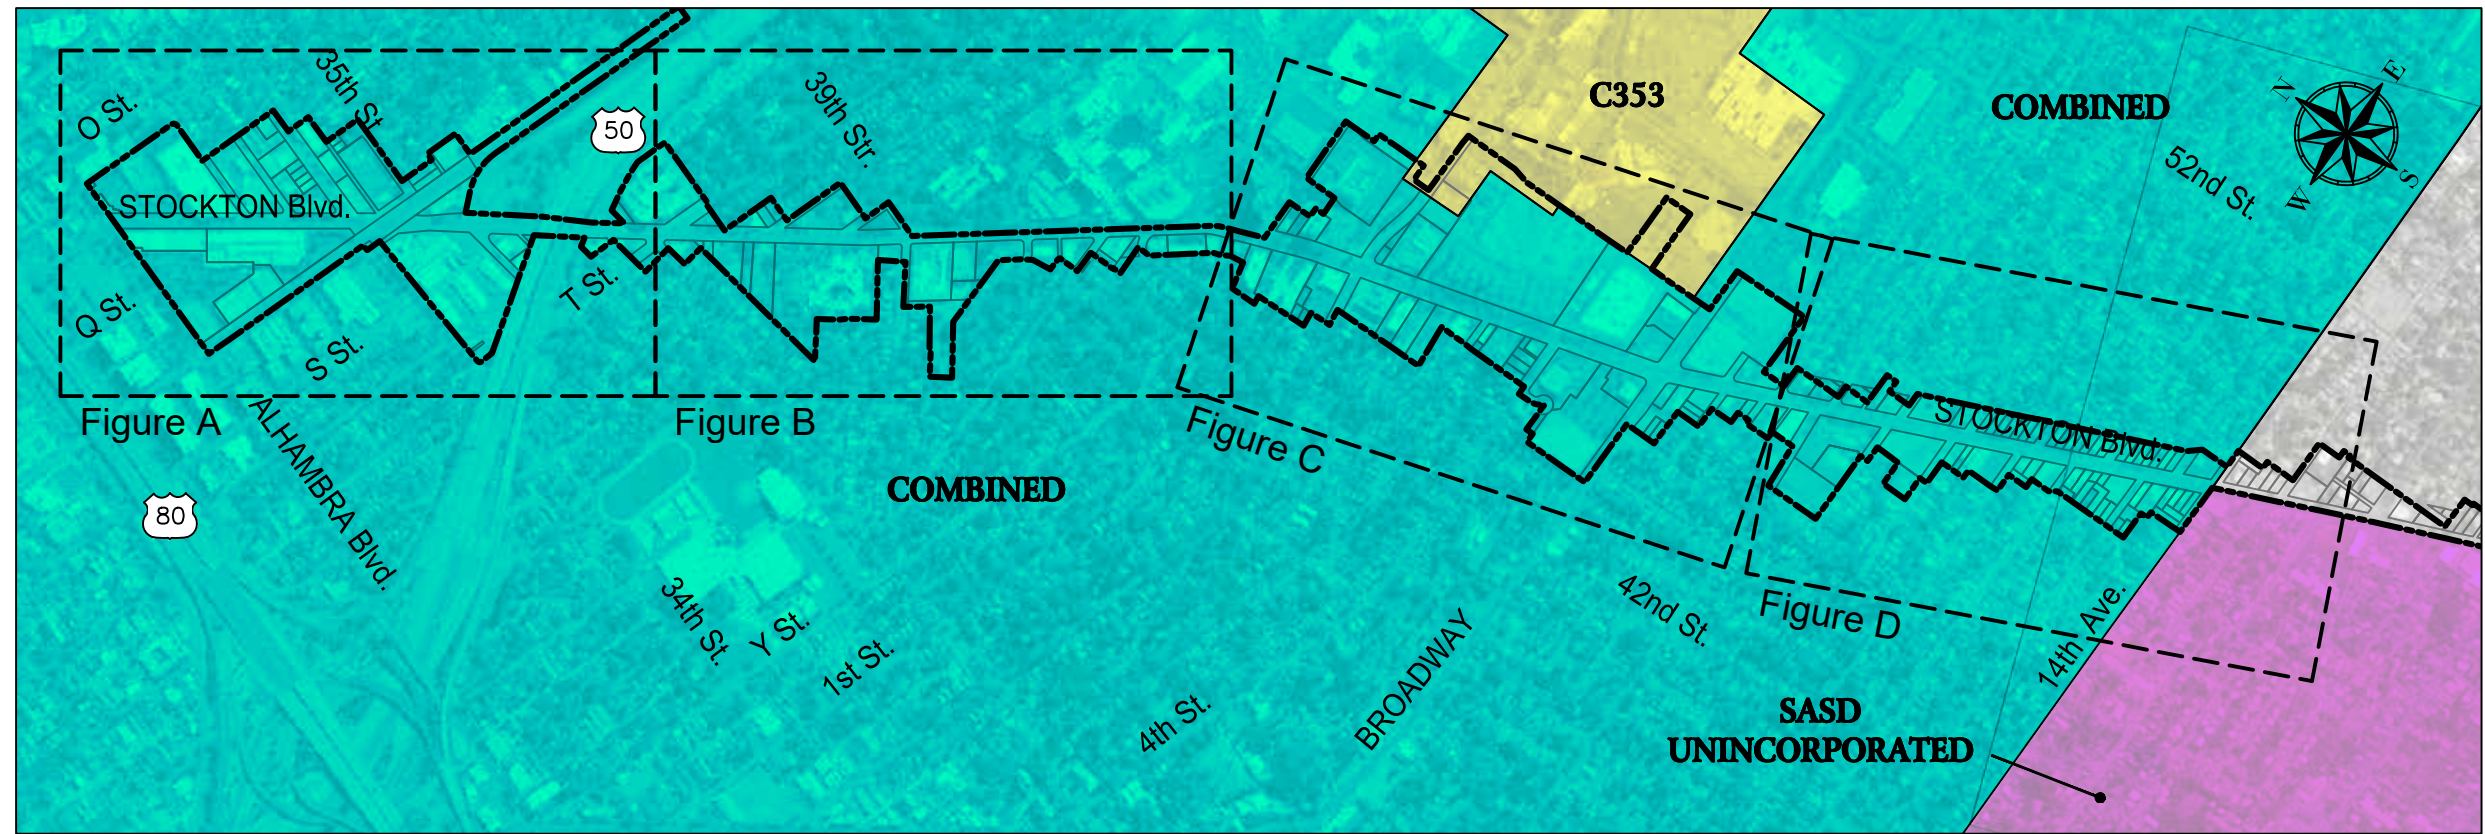 35th St
O St.
STOCKTON Blvd.
50
39th Str.
C353
COMBINED
N
E
S
W
52nd St.
Q St.
S St.
T St.
Figure A
Figure B
Figure C
STOCKTON Blvd.
ALHAMBRA Blvd.
80
COMBINED
34th St.
Y St.
1st St.
4th St.
BROADWAY
42nd St.
Figure D
14th Ave.
SASD
UNINCORPORATED